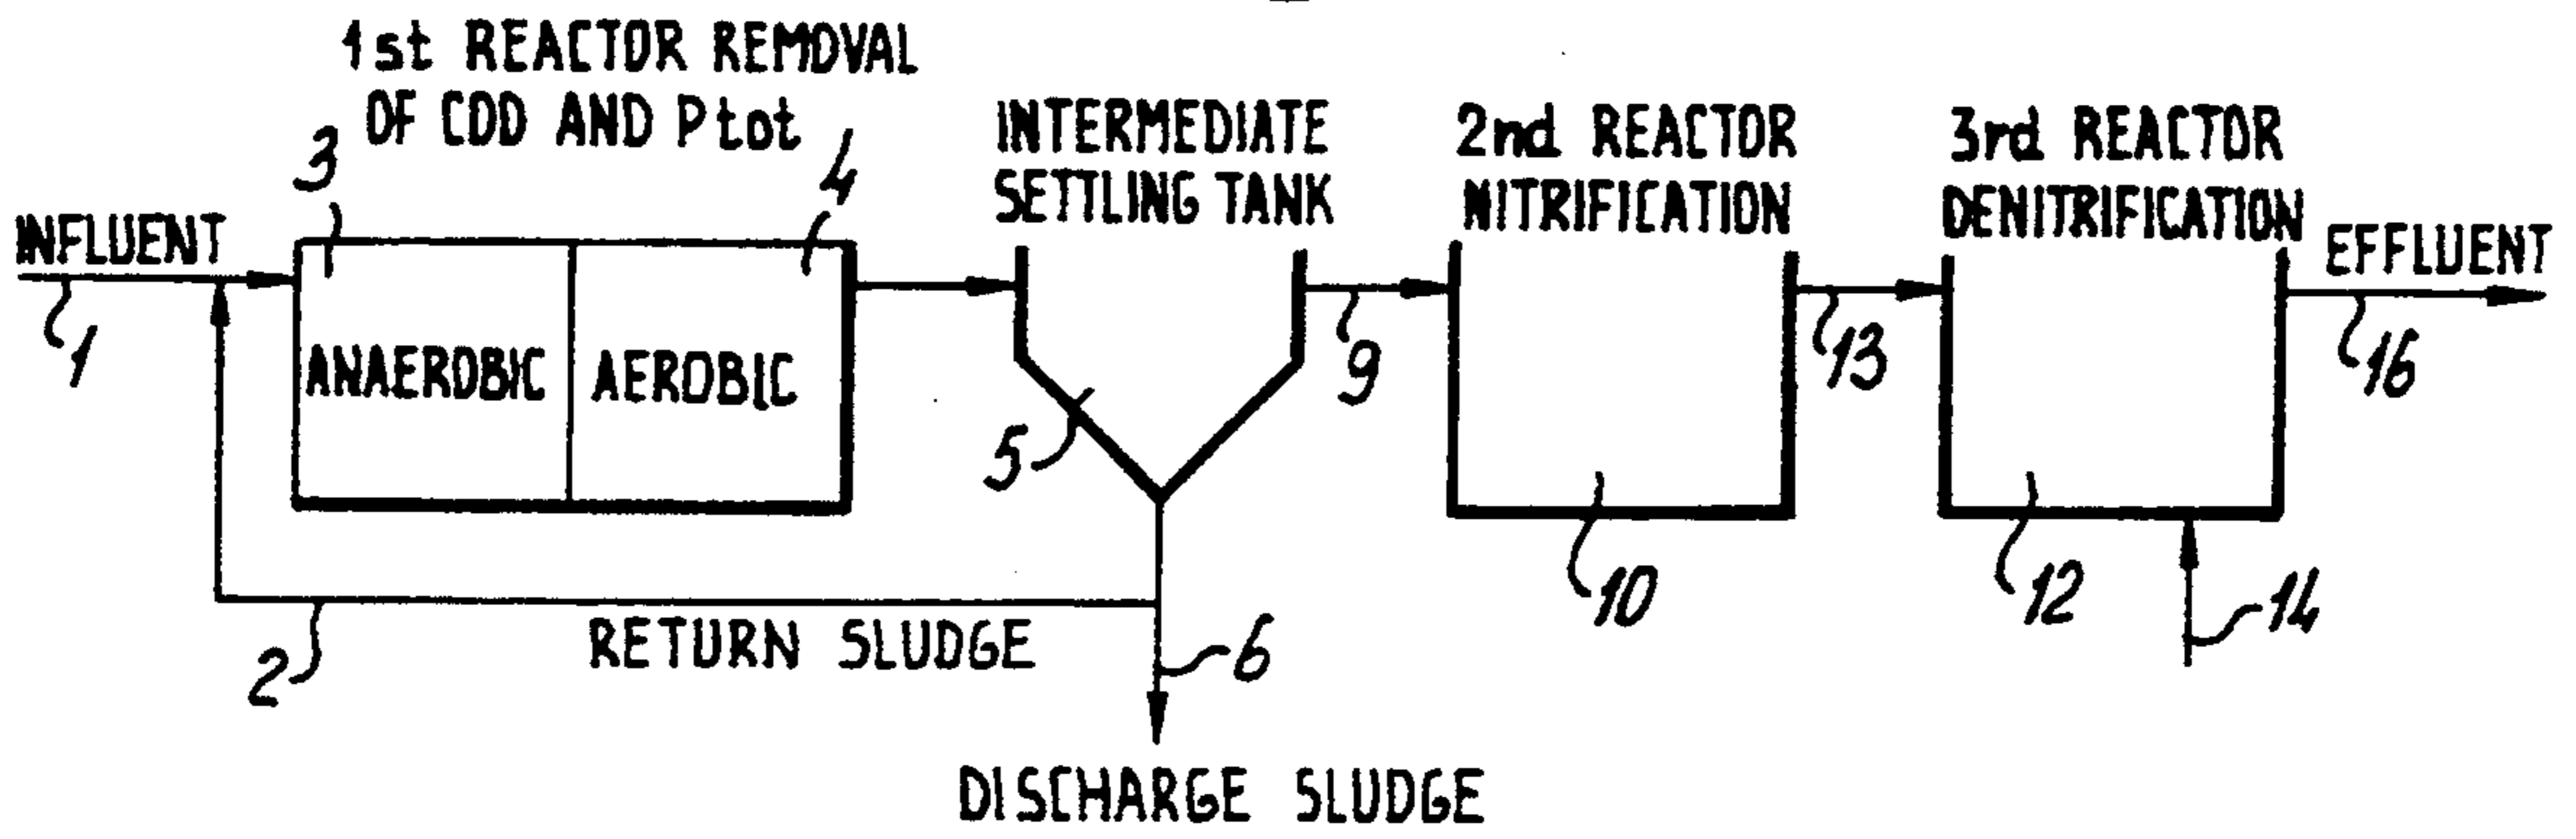 1st REACTOR REMOVAL
OF COD AND Ptot
INTERMEDIATE
SETTLING TANK
2nd REACTOR
NITRIFICATION
3rd REACTOR
DENITRIFICATION
INFLUENT
EFFLUENT
3
4
ANAEROBIC
AEROBIC
1
5
9
10
13
12
16
14
2
RETURN SLUDGE
6
DISCHARGE SLUDGE